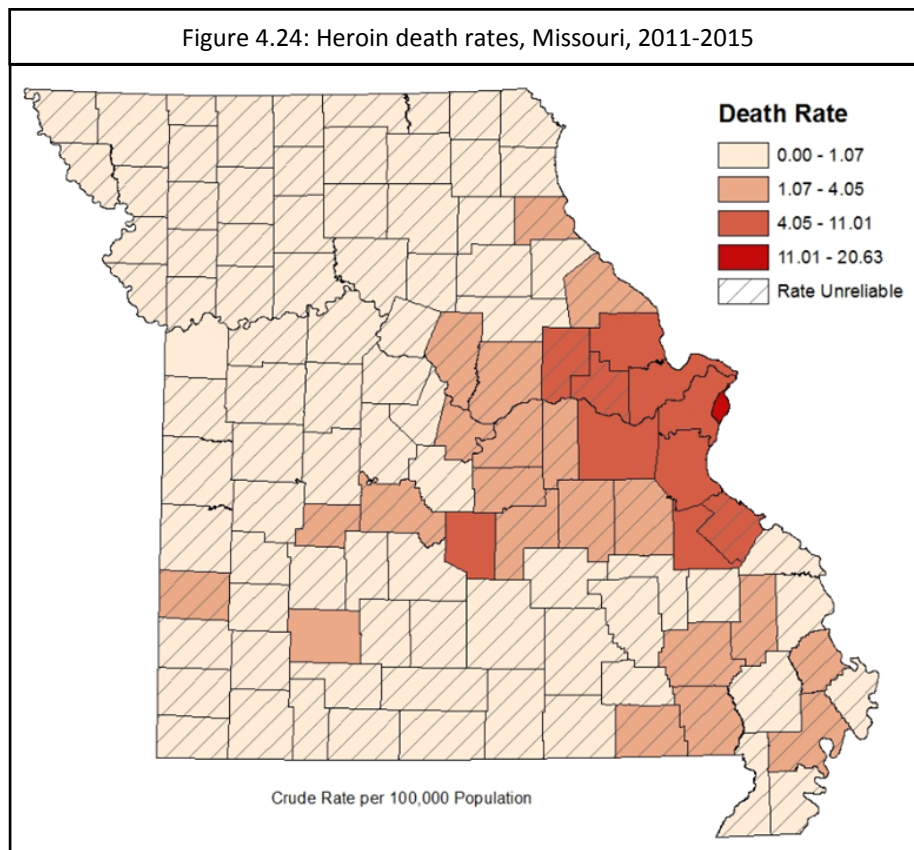 Figure 4.24: Heroin death rates, Missouri, 2011-2015
Death Rate
0.00 - 1.07
1.07 - 4.05
4.05 - 11.01
11.01 - 20.63
Rate Unreliable
Crude Rate per 100,000 Population